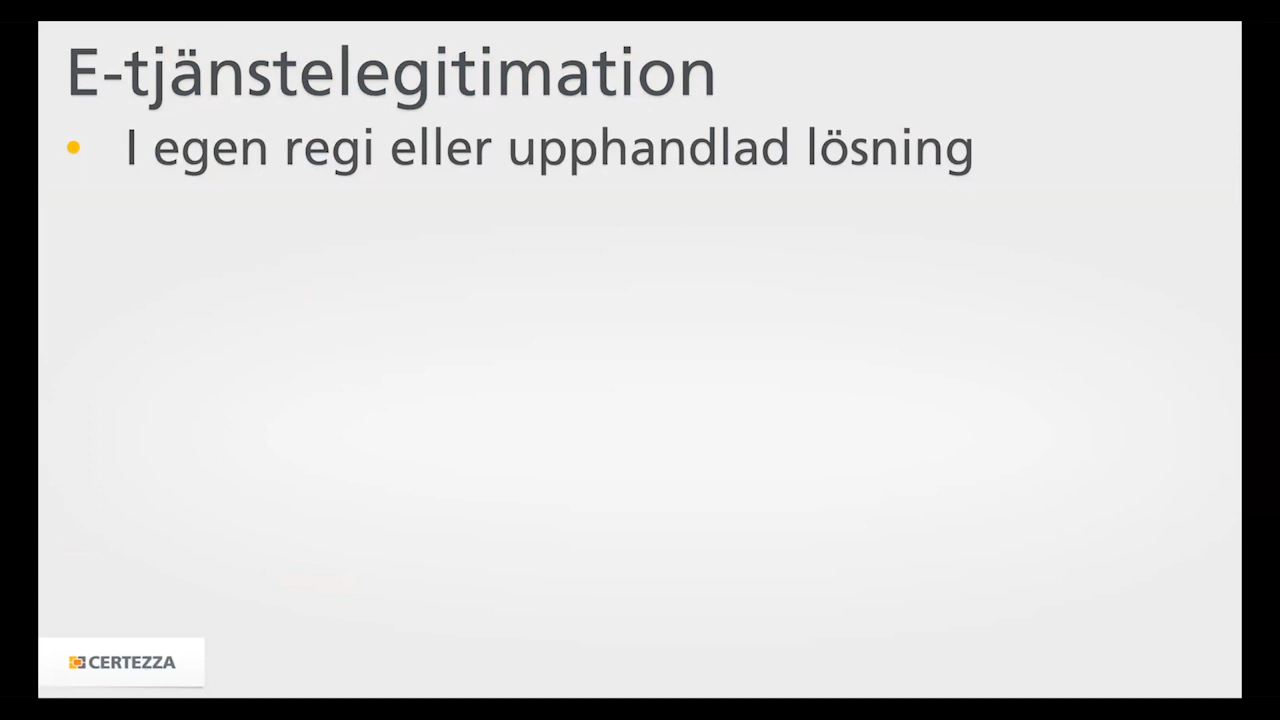 E-tjänstelegitimation
• I egen regi eller upphandlad lösning
CERTEZZA